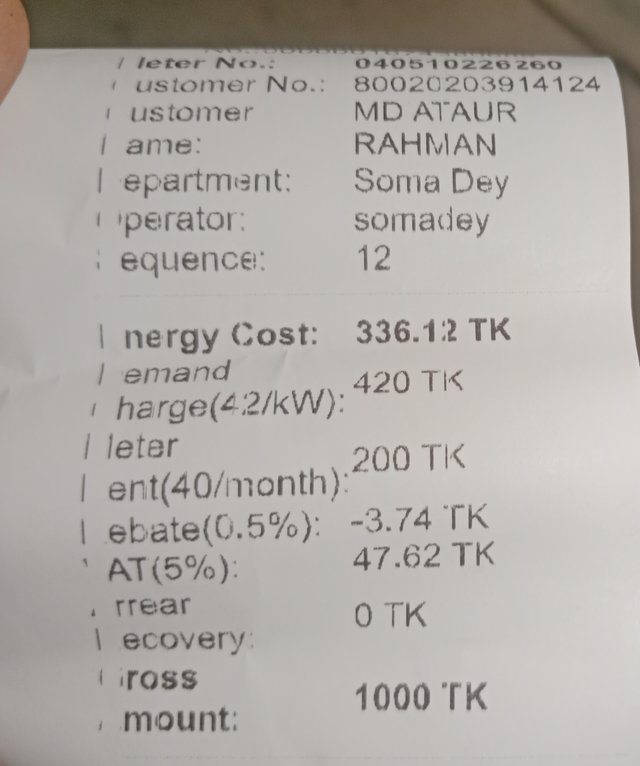 leter No.: 040510226260
ustomer No.: 80020203914124
ustomer MD ATAUR
ame: RAHMAN
epartment: Soma Dey
perator: somadey
equence: 12
nergy Cost: 336.12 TK
emand
harge(42/kW): 420 TK
leter
ent(40/month): 200 TK
ebate(0.5%): -3.74 TK
AT(5%): 47.62 TK
rrear
ecovery: 0 TK
ross
mount: 1000 TK